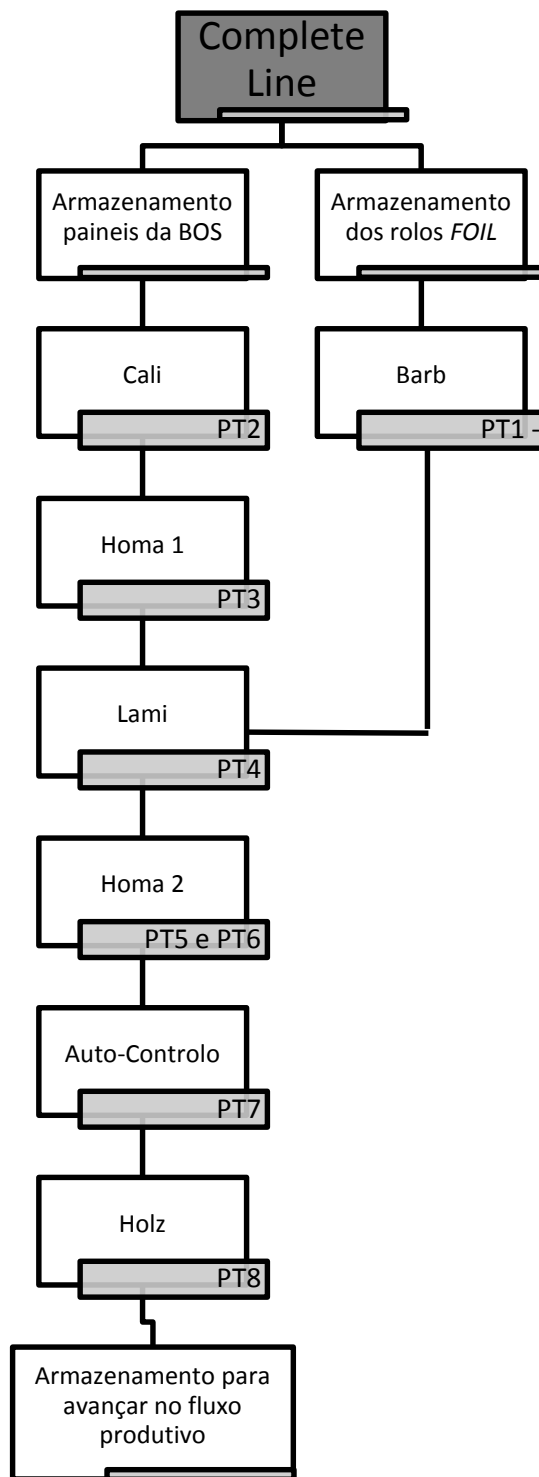 Complete
Line
Armazenamento
paineis da BOS
Armazenamento
dos rolos FOIL
Cali
PT2
Barb
PT1 -
Homa 1
PT3
Lami
PT4
Homa 2
PT5 e PT6
Auto-Controlo
PT7
Holz
PT8
Armazenamento para
avançar no fluxo
produtivo